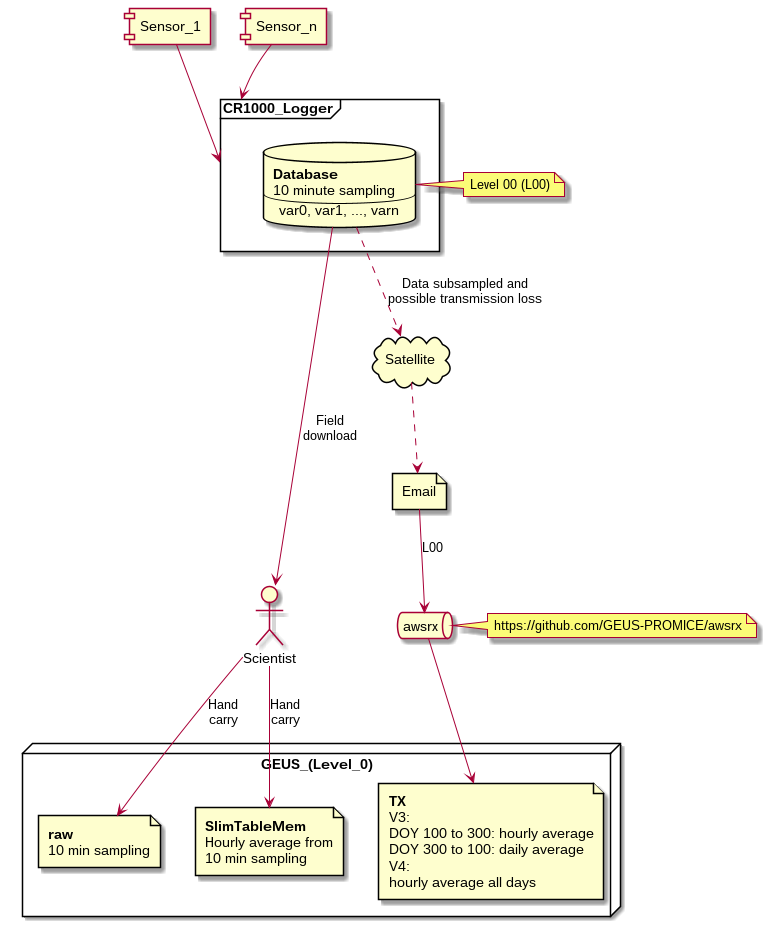 Sensor_1
Sensor_n
CR1000_Logger
Database
10 minute sampling
var0, var1, ..., varn
Level 00 (L00)
Data subsampled and
possible transmission loss
Satellite
Field
download
Email
L00
awsrx
https://github.com/GEUS-PROMICE/awsrx
Scientist
Hand
carry
Hand
carry
GEUS_(Level_0)
raw
10 min sampling
SlimTableMem
Hourly average from
10 min sampling
TX
V3:
DOY 100 to 300: hourly average
DOY 300 to 100: daily average
V4:
hourly average all days